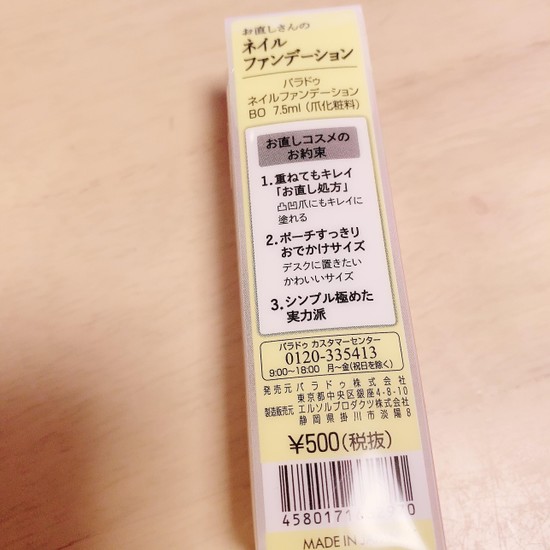 お直しさんの
ネイル
ファンデーション
パラドゥ
ネイルファンデーション
BO 7.5ml（爪化粧料）
お直しコスメの
お約束
1.重ねてもキレイ
「お直し処方」
凸凹爪にもキレイに
塗れる
2.ポーチすっきり
おでかけサイズ
デスクに置きたい
かわいいサイズ
3.シンプル極めた
実力派
パラドゥ カスタマーセンター
0120-335413
9:00～18:00 月～金(祝日を除く)
発売元 パラドゥ株式会社
東京都中央区銀座4-8-10
製造販売元 エルソルプロダクツ株式会社
静岡県掛川市淡陽8
¥500(税抜)
458017
MADE IN